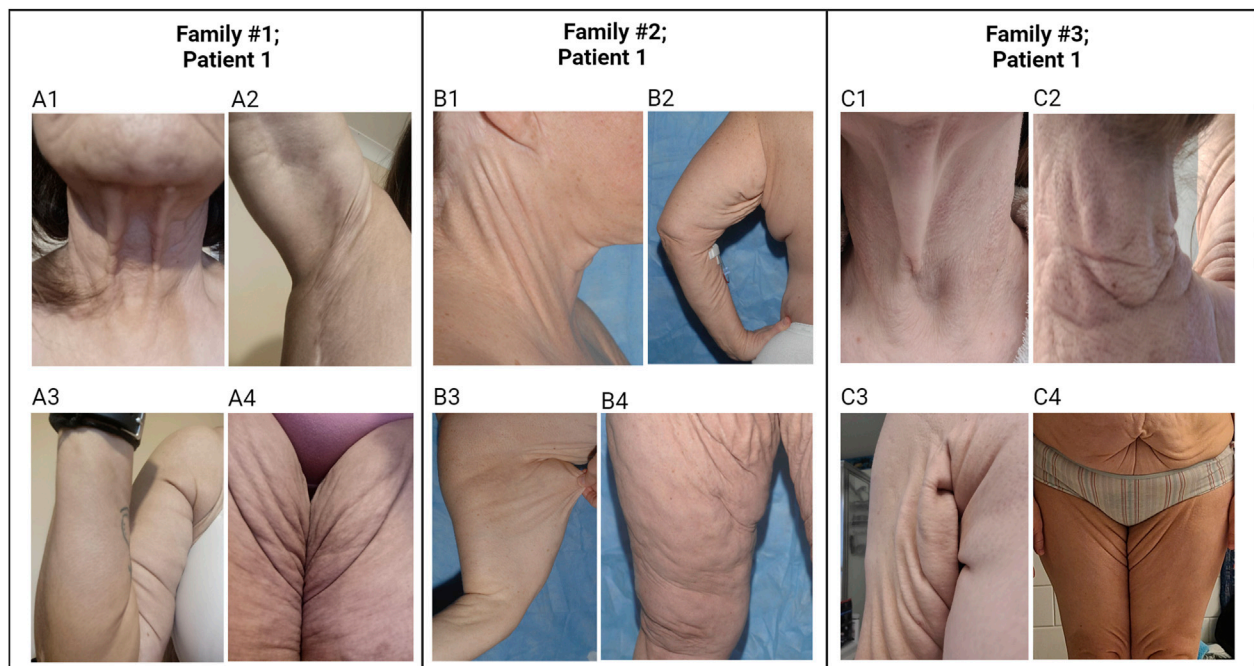 Family #1;
Patient 1
Family #2;
Patient 1
Family #3;
Patient 1
A1
A2
B1
B2
C1
C2
A3
A4
B3
B4
C3
C4